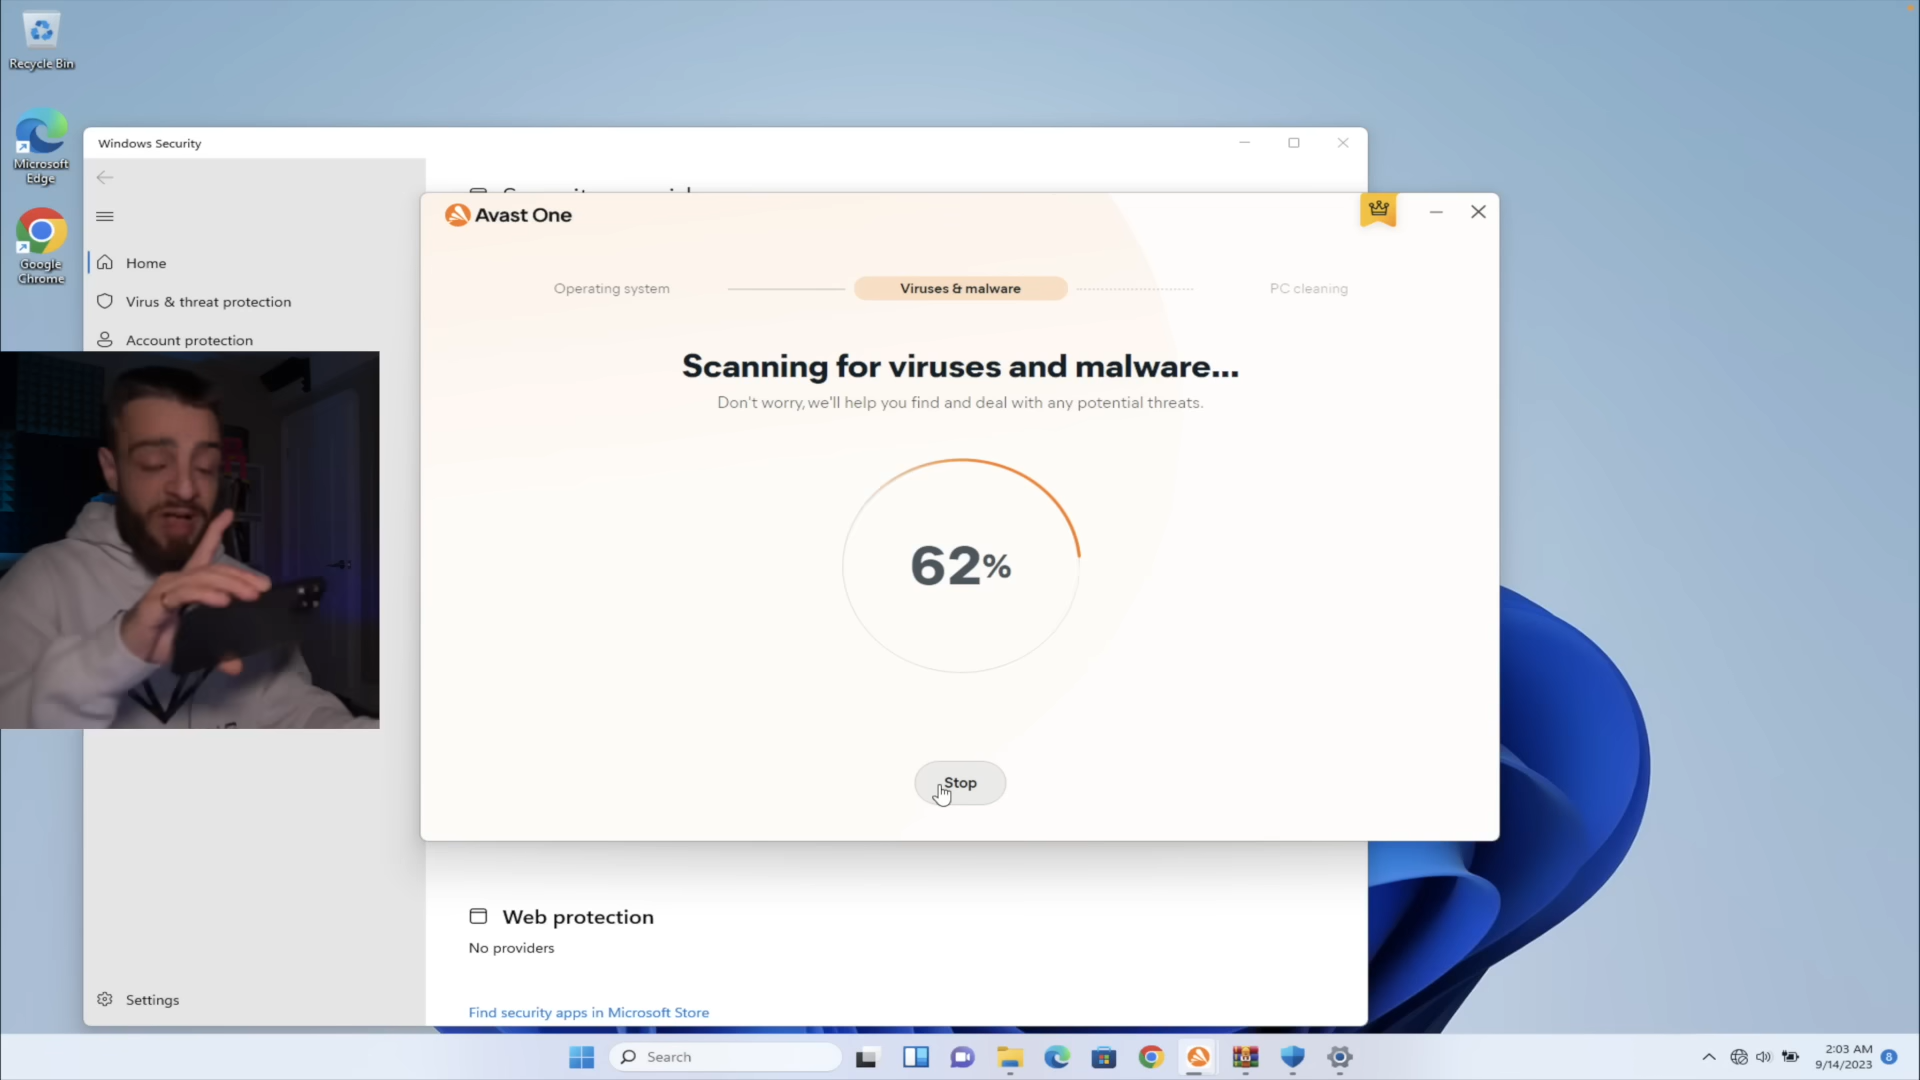 Recycle Bin
Microsoft
Edge
Google
Chrome
Windows Security
Home
Virus & threat protection
Account protection
Settings
Avast One
Operating system
Viruses & malware
PC cleaning
Scanning for viruses and malware...
Don't worry, we'll help you find and deal with any potential threats.
62%
Stop
Web protection
No providers
Find security apps in Microsoft Store
Search
2:03 AM
9/14/2023
8